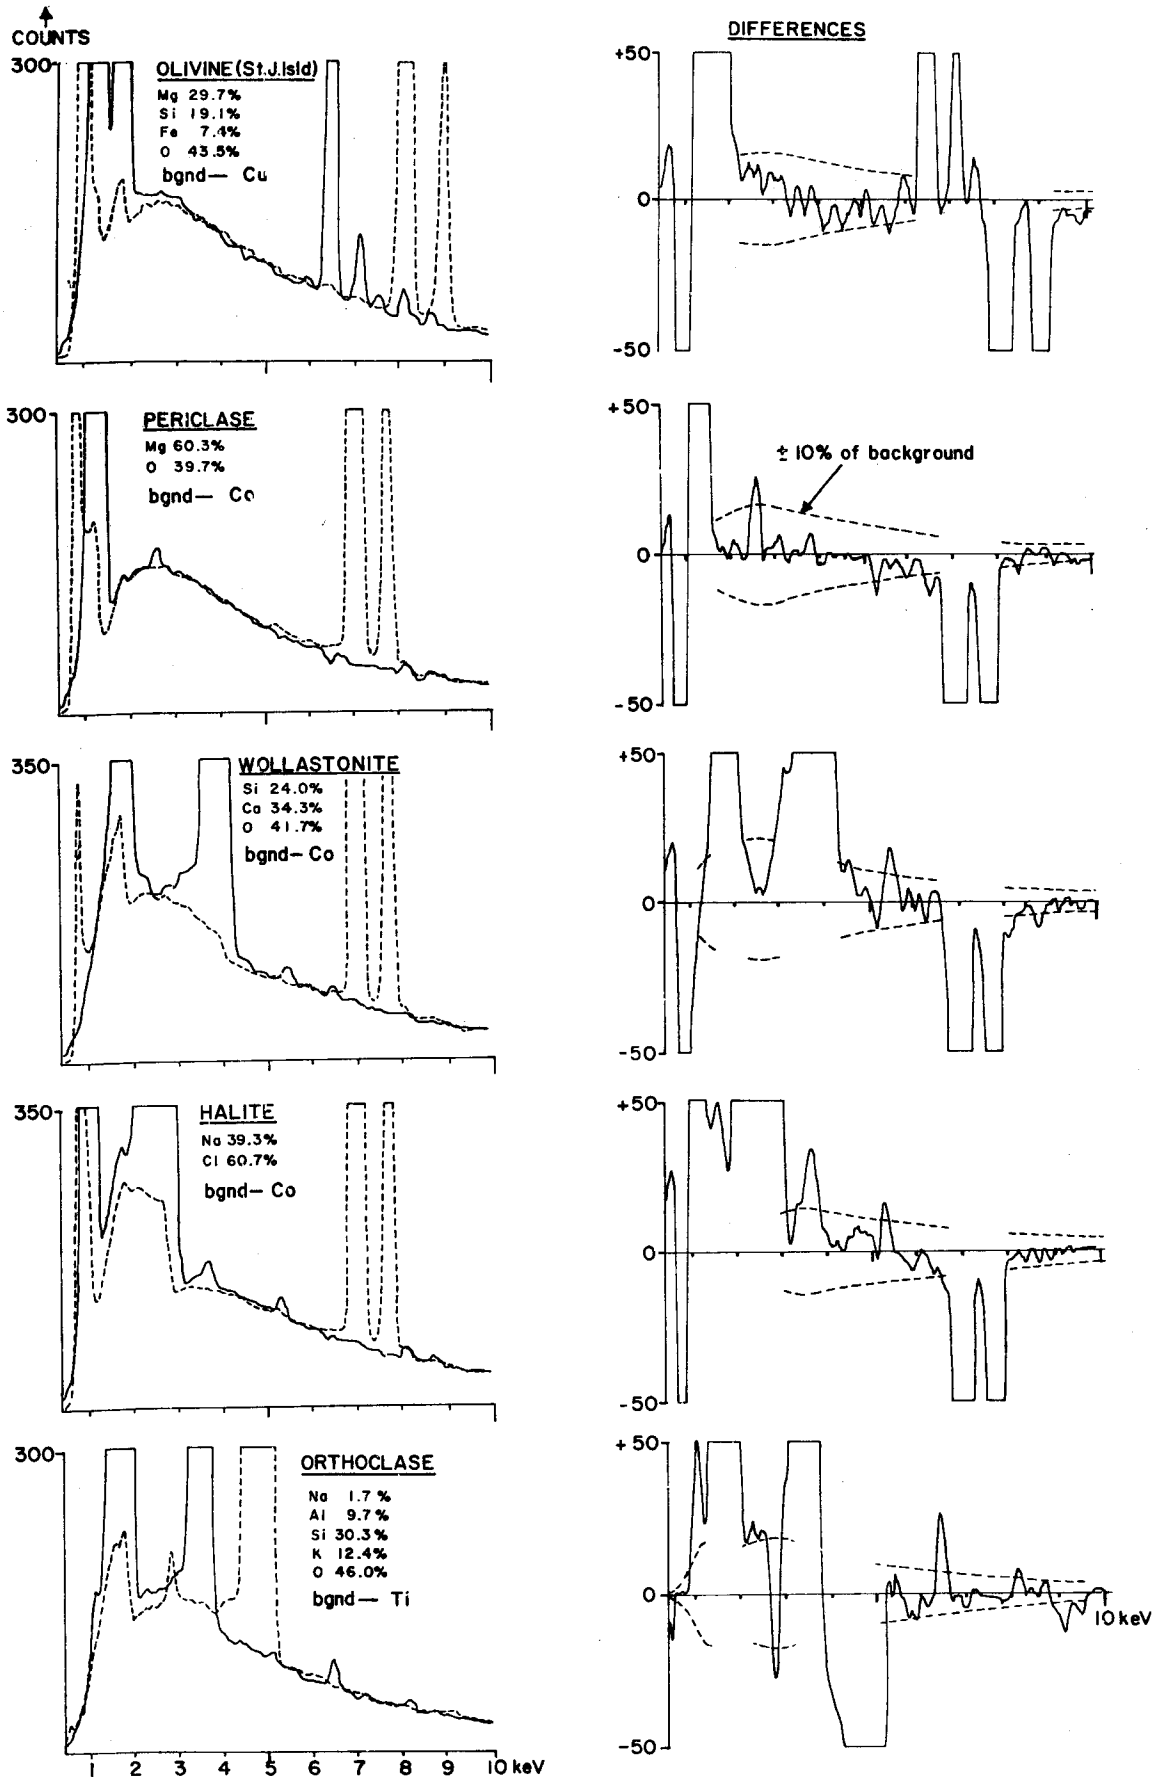 COUNTS
300
OLIVINE (St.J.Isld)
Mg 29.7%
Si 19.1%
Fe 7.4%
O 43.5%
bgnd— Cu
DIFFERENCES
+50
0
-50
300
PERICLASE
Mg 60.3%
O 39.7%
bgnd— Co
+50
± 10% of background
0
-50
350
WOLLASTONITE
Si 24.0%
Ca 34.3%
O 41.7%
bgnd— Co
+50
0
-50
350
HALITE
Na 39.3%
Cl 60.7%
bgnd— Co
+50
0
-50
300
ORTHOCLASE
Na 1.7%
Al 9.7%
Si 30.3%
K 12.4%
O 46.0%
bgnd— Ti
1 2 3 4 5 6 7 8 9 10 keV
+50
0
10 keV
-50